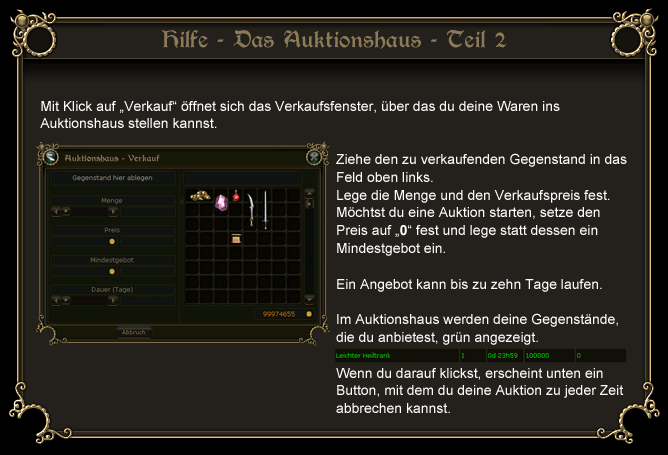 Hilfe - Das Auktionshaus - Teil 2
Mit Klick auf „Verkauf“ öffnet sich das Verkaufsfenster, über das du deine Waren ins
Auktionshaus stellen kannst.
Auktionshaus - Verkauf
Gegenstand hier ablegen
Menge
Preis
Mindestgebot
Dauer (Tage)
99974655
Abbruch
Ziehe den zu verkaufenden Gegenstand in das
Feld oben links.
Lege die Menge und den Verkaufspreis fest.
Möchtst du eine Auktion starten, setze den
Preis auf „0“ fest und lege statt dessen ein
Mindestgebot ein.
Ein Angebot kann bis zu zehn Tage laufen.
Im Auktionshaus werden deine Gegenstände,
die du anbietest, grün angezeigt.
Leichter Heiltrank 1 0d 23h59 100000 0
Wenn du darauf klickst, erscheint unten ein
Button, mit dem du deine Auktion zu jeder Zeit
abbrechen kannst.